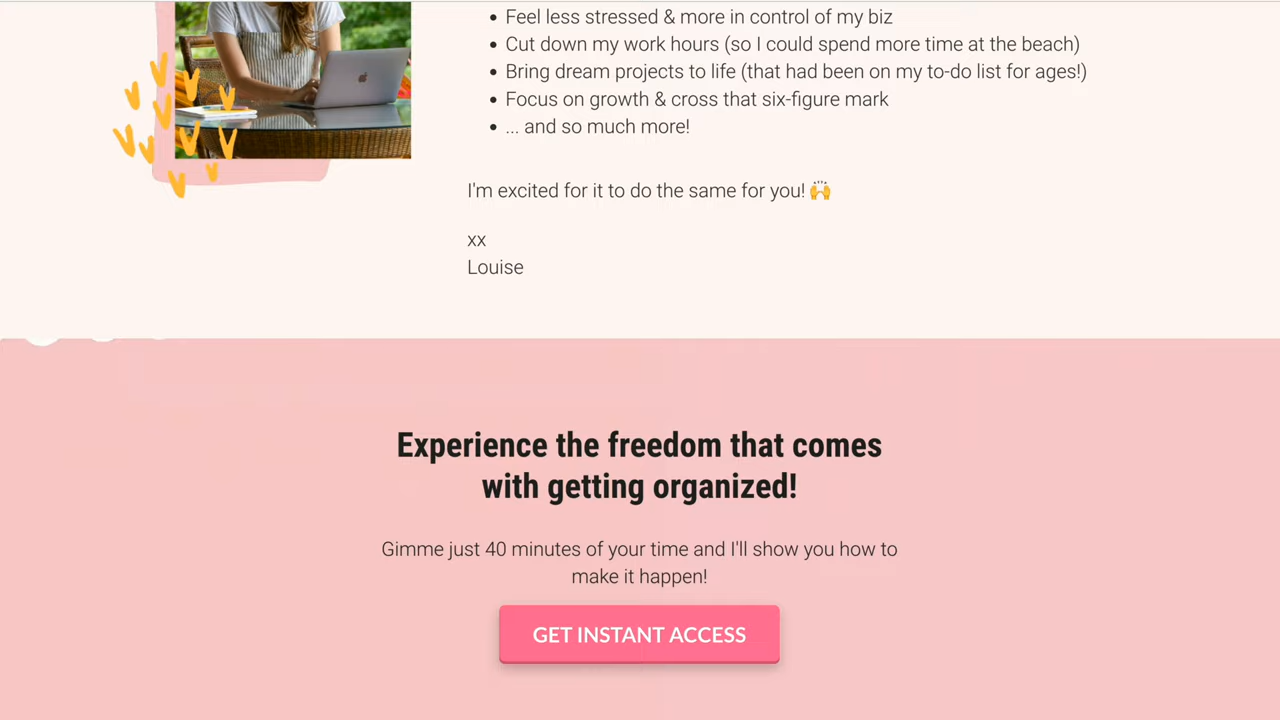 Feel less stressed & more in control of my biz
Cut down my work hours (so I could spend more time at the beach)
Bring dream projects to life (that had been on my to-do list for ages!)
Focus on growth & cross that six-figure mark
... and so much more!
I'm excited for it to do the same for you! 🙌
xx
Louise
Experience the freedom that comes
with getting organized!
Gimme just 40 minutes of your time and I'll show you how to
make it happen!
GET INSTANT ACCESS